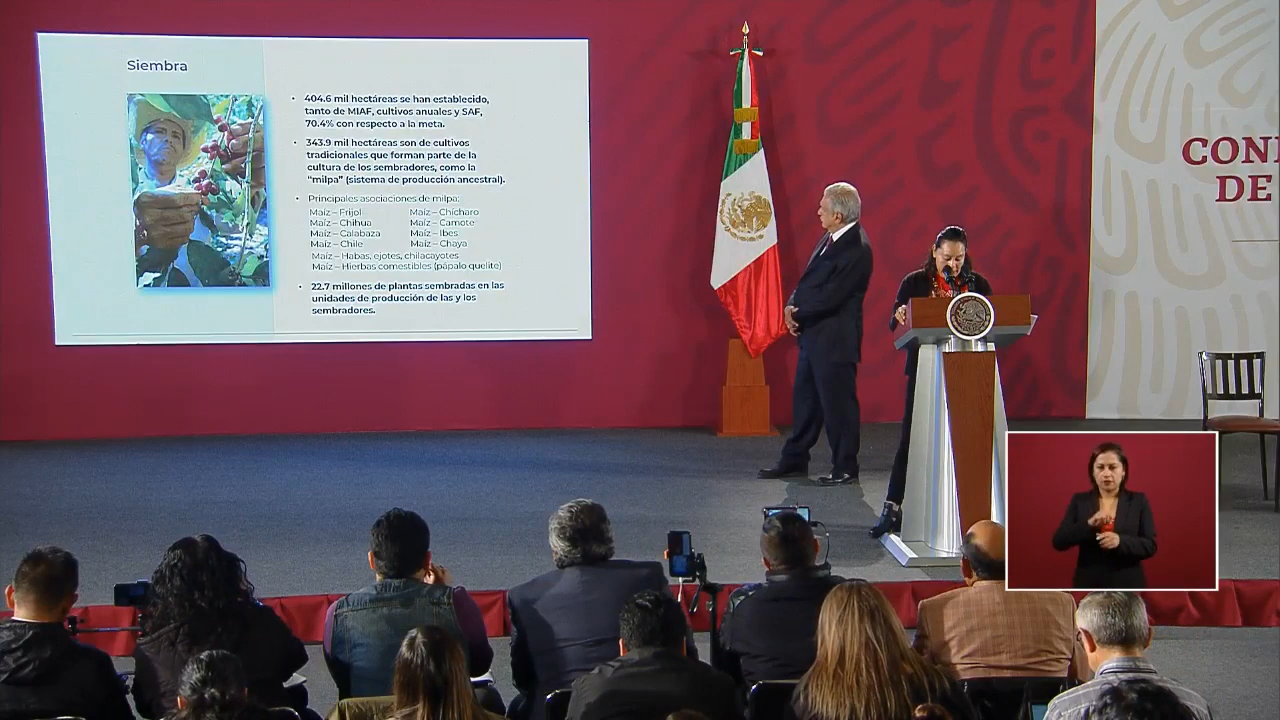 Siembra
• 404.6 mil hectáreas se han establecido,
tanto de MIAF, cultivos anuales y SAF,
70.4% con respecto a la meta.
• 343.9 mil hectáreas son de cultivos
tradicionales que forman parte de la
cultura de los sembradores, como la
"milpa" (sistema de producción ancestral).
• Principales asociaciones de milpa:
Maíz – Frijol Maíz – Chícharo
Maíz – Chihua Maíz – Camote
Maíz – Calabaza Maíz – Ibes
Maíz – Chile Maíz – Chaya
Maíz – Habas, ejotes, chilacayotes
Maíz – Hierbas comestibles (pápalo quelite)
• 22.7 millones de plantas sembradas en las
unidades de producción de las y los
sembradores.
CON
DE